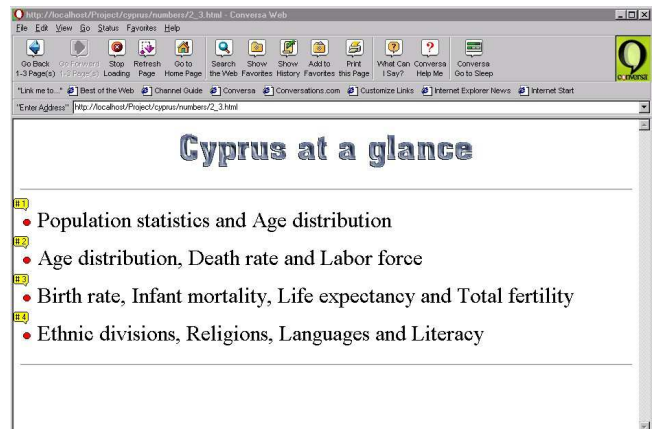 http://localhost/Project/cyprus/numbers/2_3.html - Conversa Web
File Edit View Go Status Favorites Help
Go Back Go Forward Stop Refresh Go to Search Show Show Add to Print What Can Conversa Conversa
1-3 Page(s) 1-3 Page(s) Loading Page Home Page the Web Favorites History Favorites this Page I Say? Help Me Go to Sleep
conversa
"Link me to..." Best of the Web Channel Guide Conversa Conversations.com Customize Links Internet Explorer News Internet Start
"Enter Address" http://localhost/Project/cyprus/numbers/2_3.html
Cyprus at a glance
#1
Population statistics and Age distribution
#2
Age distribution, Death rate and Labor force
#3
Birth rate, Infant mortality, Life expectancy and Total fertility
#4
Ethnic divisions, Religions, Languages and Literacy